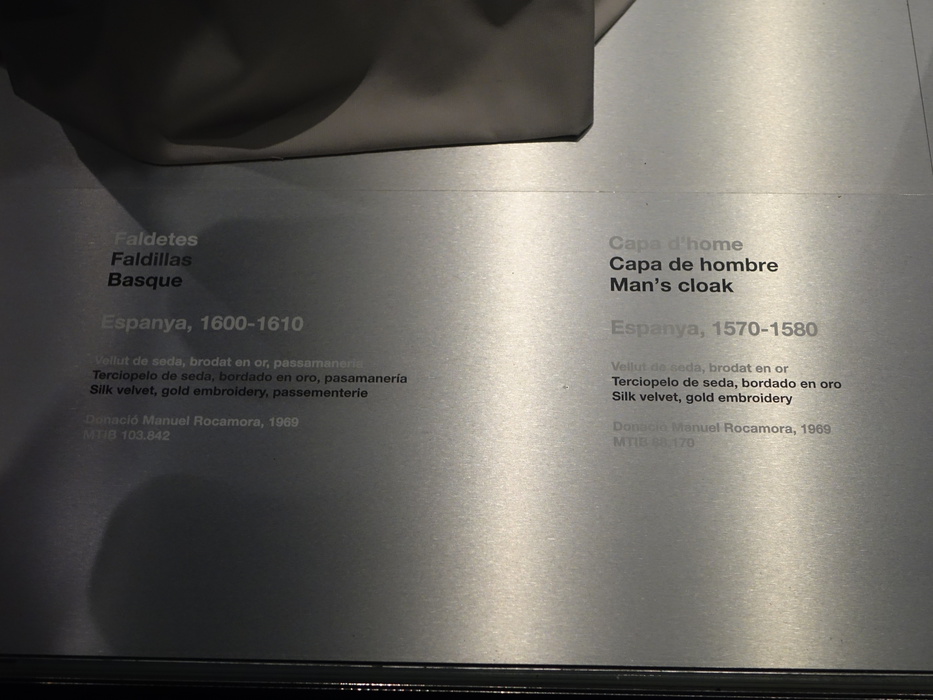 Faldetes
Faldillas
Basque
Espanya, 1600-1610
Vellut de seda, brodat en or, passamaneria
Terciopelo de seda, bordado en oro, pasamanería
Silk velvet, gold embroidery, passementerie
Donació Manuel Rocamora, 1969
MTIB 103.842
Capa d'home
Capa de hombre
Man's cloak
Espanya, 1570-1580
Vellut de seda, brodat en or
Terciopelo de seda, bordado en oro
Silk velvet, gold embroidery
Donació Manuel Rocamora, 1969
MTIB